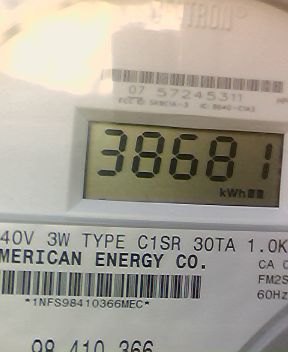 ITRON®
07 57245311
38681
kWh
40V 3W TYPE C1SR 30TA 1.0K
MERICAN ENERGY CO.
CA
FM2S
60Hz
*1NFS98410366MEC*
98 410 366